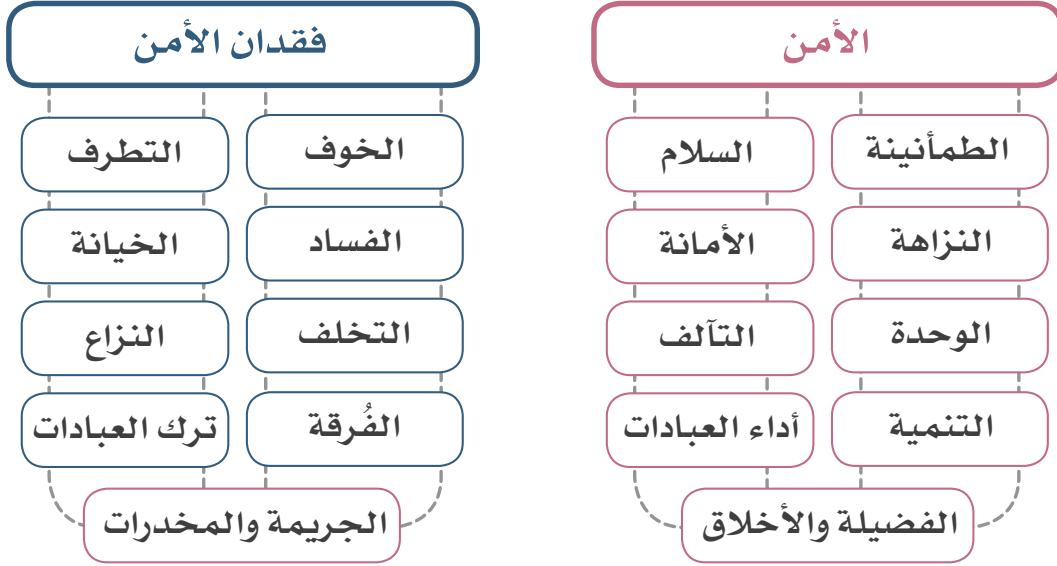 الأمن
الطمأنينة
السلام
النزاهة
الأمانة
الوحدة
التآلف
التنمية
أداء العبادات
الفضيلة والأخلاق
فقدان الأمن
الخوف
التطرف
الفساد
الخيانة
التخلف
النزاع
الفُرقة
ترك العبادات
الجريمة والمخدرات